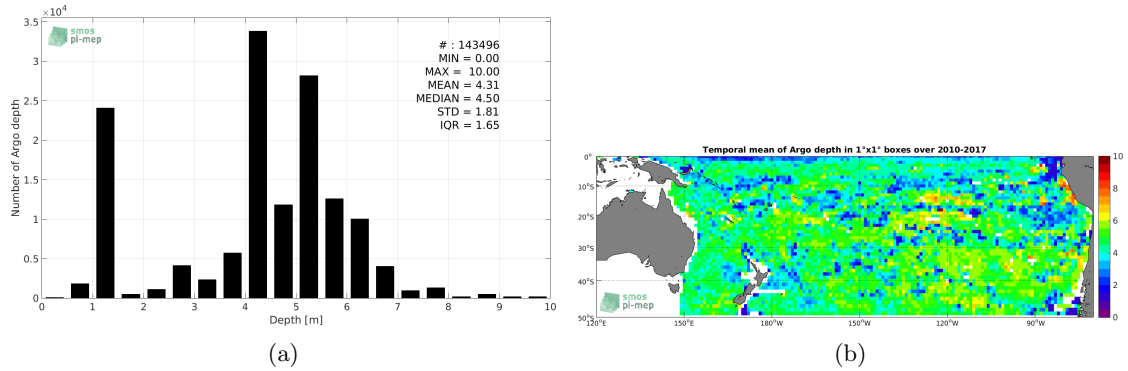 ×10⁴
3.5
3
2.5
2
1.5
1
0.5
0
Number of Argo depth
smos
pi-mep
# : 143496
MIN = 0.00
MAX = 10.00
MEAN = 4.31
MEDIAN = 4.50
STD = 1.81
IQR = 1.65
0 1 2 3 4 5 6 7 8 9 10
Depth [m]
(a)
Temporal mean of Argo depth in 1°x1° boxes over 2010-2017
0°
10°S
20°S
30°S
40°S
50°S
smos
pi-mep
120°E 150°E 180°W 150°W 120°W 90°W
10
8
6
4
2
0
(b)